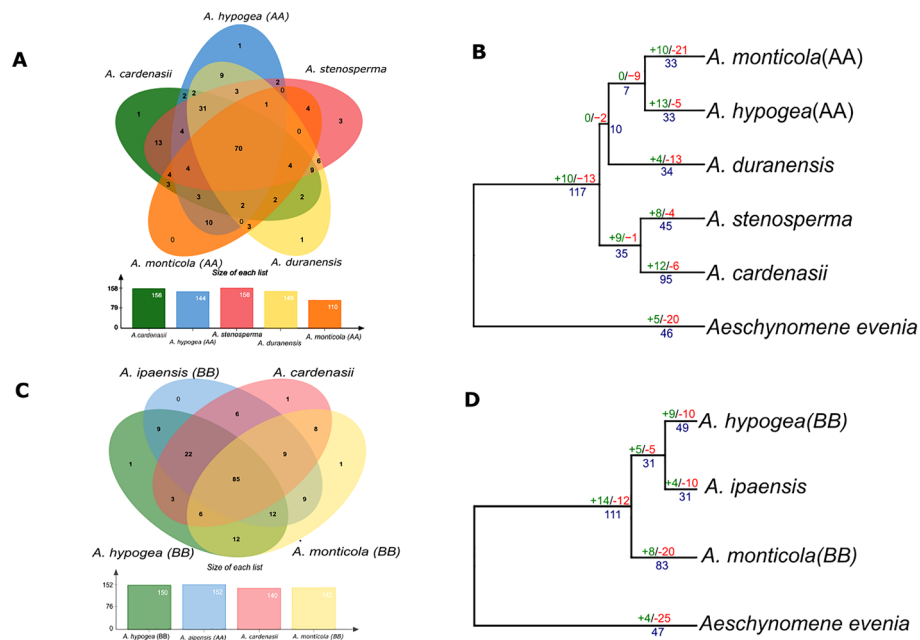 A
A. hypogea (AA)
A. cardenasii
A. stenosperma
1
9
2
2
2
3
0
1
31
1
4
3
13
4
0
70
4
4
4
6
9
3
3
2
2
2
10
0
3
0
1
A. monticola (AA)
A. duranensis
Size of each list
158
79
0
158
144
158
110
A.cardenasii
A. hypogea (AA)
A. stenosperma
A. duranensis
A. monticola (AA)
B
+10/-21
33
A. monticola(AA)
0/−9
7
+13/-5
33
A. hypogea(AA)
0/−2
10
+4/-13
34
A. duranensis
+10/−13
117
+8/-4
45
A. stenosperma
+9/−1
35
+12/-6
95
A. cardenasii
+5/-20
46
Aeschynomene evenia
C
A. ipaensis (BB)
A. cardenasii
0
1
9
6
8
22
9
1
1
85
3
9
6
12
12
A. hypogea (BB)
A. monticola (BB)
Size of each list
152
76
0
150
152
140
A. hypogea (BB)
A. aipensis (AA)
A. cardenasii
A. monticola (BB)
D
+9/-10
49
A. hypogea(BB)
+5/-5
31
+4/-10
31
A. ipaensis
+14/-12
111
+8/-20
83
A. monticola(BB)
+4/-25
47
Aeschynomene evenia